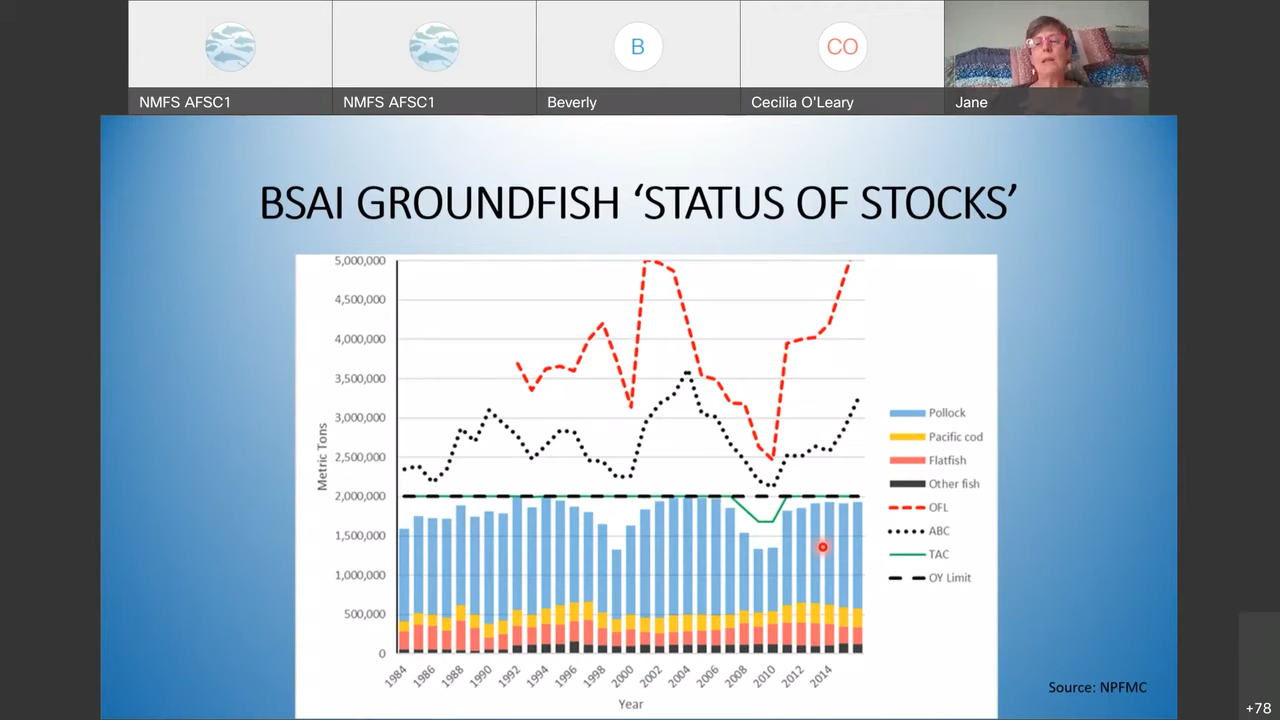 NMFS AFSC1
NMFS AFSC1
B
Beverly
CO
Cecilia O'Leary
Jane
BSAI GROUNDFISH ‘STATUS OF STOCKS’
5,000,000
4,500,000
4,000,000
3,500,000
3,000,000
2,500,000
2,000,000
1,500,000
1,000,000
500,000
0
Metric Tons
1984
1986
1988
1990
1992
1994
1996
1998
2000
2002
2004
2006
2008
2010
2012
2014
Year
Pollock
Pacific cod
Flatfish
Other fish
OFL
ABC
TAC
OY Limit
Source: NPFMC
+78